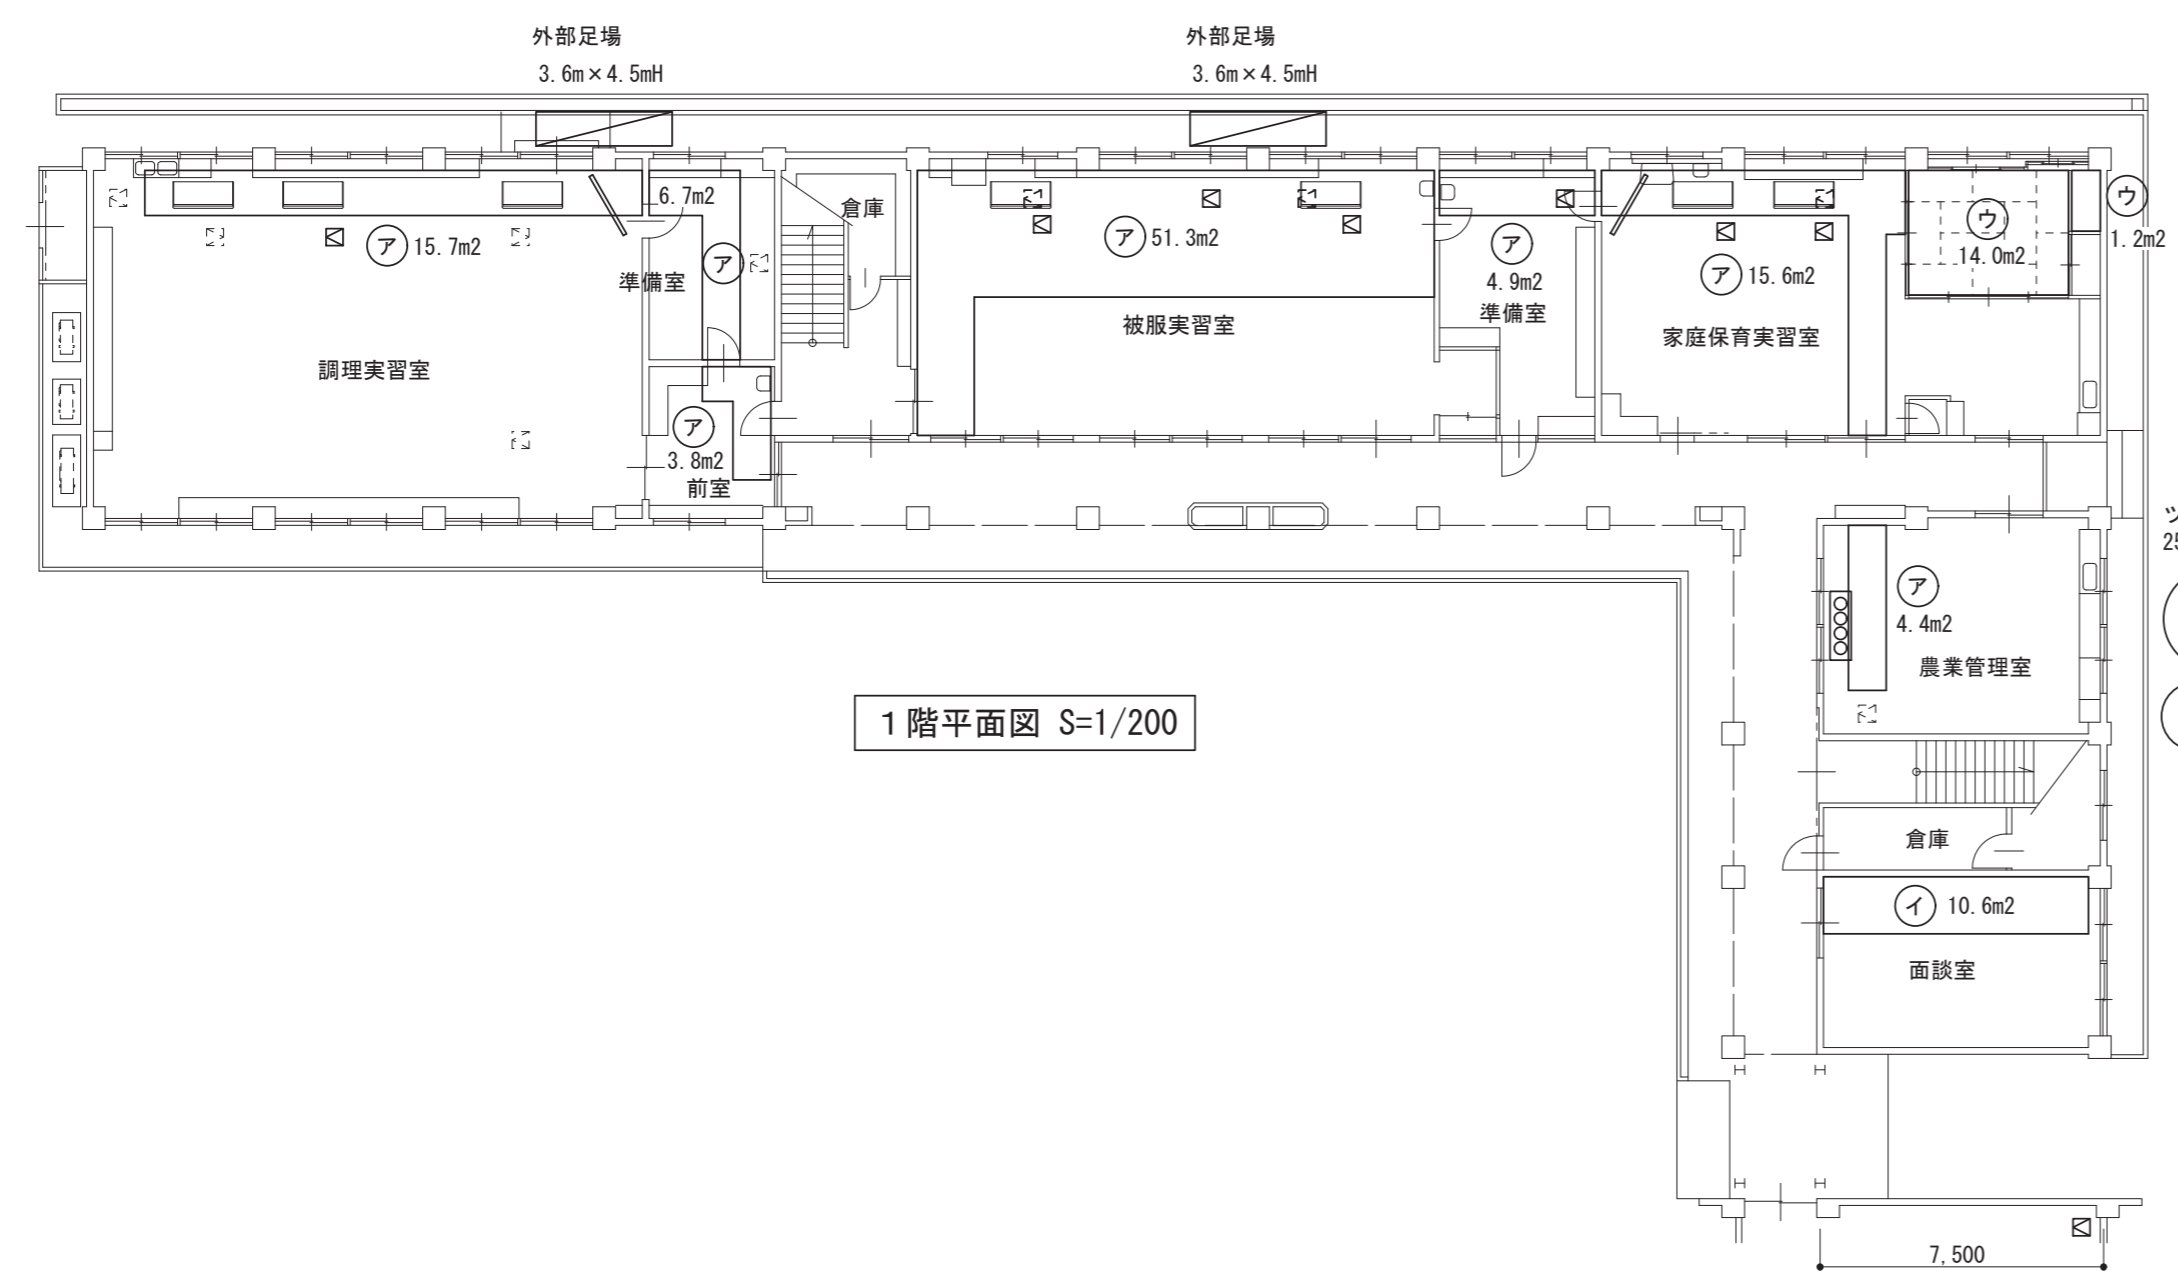 外部足場
3.6m×4.5mH
外部足場
3.6m×4.5mH
6.7m2
倉庫
ア 15.7m2
準備室
ア
ア 51.3m2
被服実習室
ア
4.9m2
準備室
ア 15.6m2
家庭保育実習室
ウ
14.0m2
ウ
1.2m2
調理実習室
ア
3.8m2
前室
ツ
25
ア
4.4m2
農業管理室
1階平面図 S=1/200
倉庫
イ 10.6m2
面談室
7,500